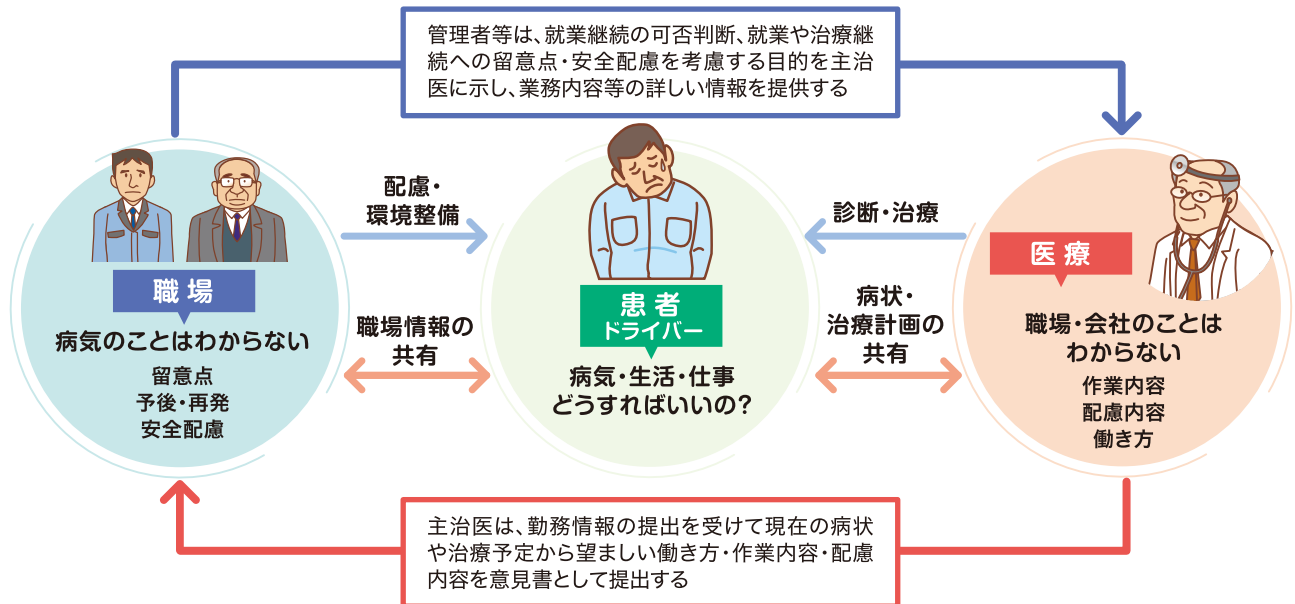 管理者等は、就業継続の可否判断、就業や治療継
続への留意点・安全配慮を考慮する目的を主治
医に示し、業務内容等の詳しい情報を提供する
職場
病気のことはわからない
留意点
予後・再発
安全配慮
配慮・
環境整備
職場情報の
共有
患者
ドライバー
病気・生活・仕事
どうすればいいの?
診断・治療
病状・
治療計画の
共有
医療
職場・会社のことは
わからない
作業内容
配慮内容
働き方
主治医は、勤務情報の提出を受けて現在の病状
や治療予定から望ましい働き方・作業内容・配慮
内容を意見書として提出する